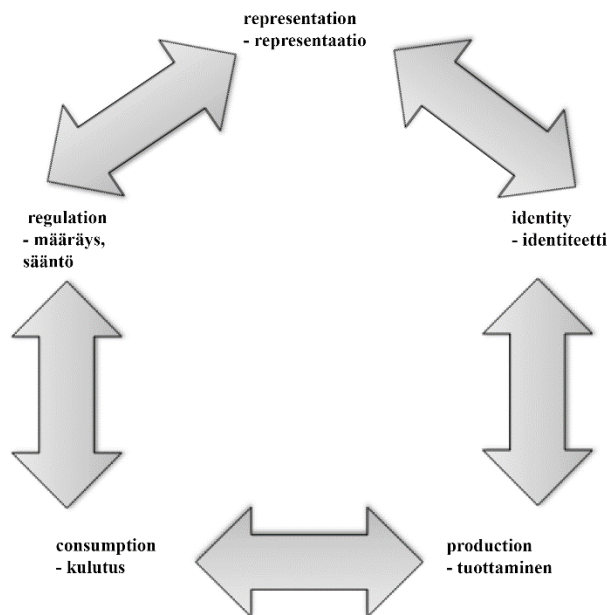 representation
- representaatio
regulation
- määräys,
sääntö
identity
- identiteetti
consumption
- kulutus
production
- tuottaminen